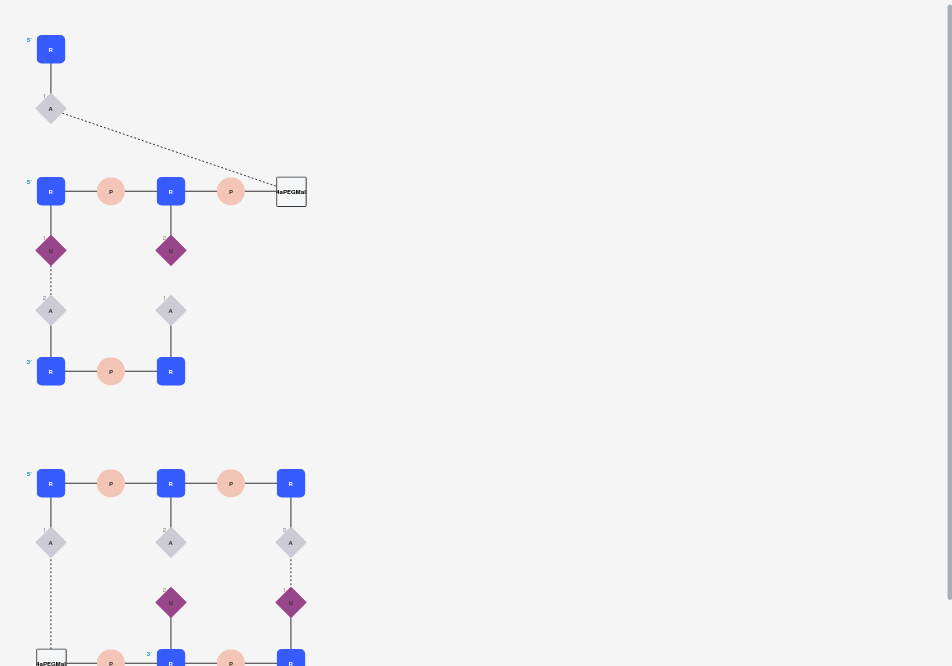 5'
R
1
A
5'
R P R P 4aPEGMal
1 2
U U
2 1
A A
3'
R P R
5'
R P R P R
1 2 3
A A A
2 1
U U
3'
4aPEGMal P R P R